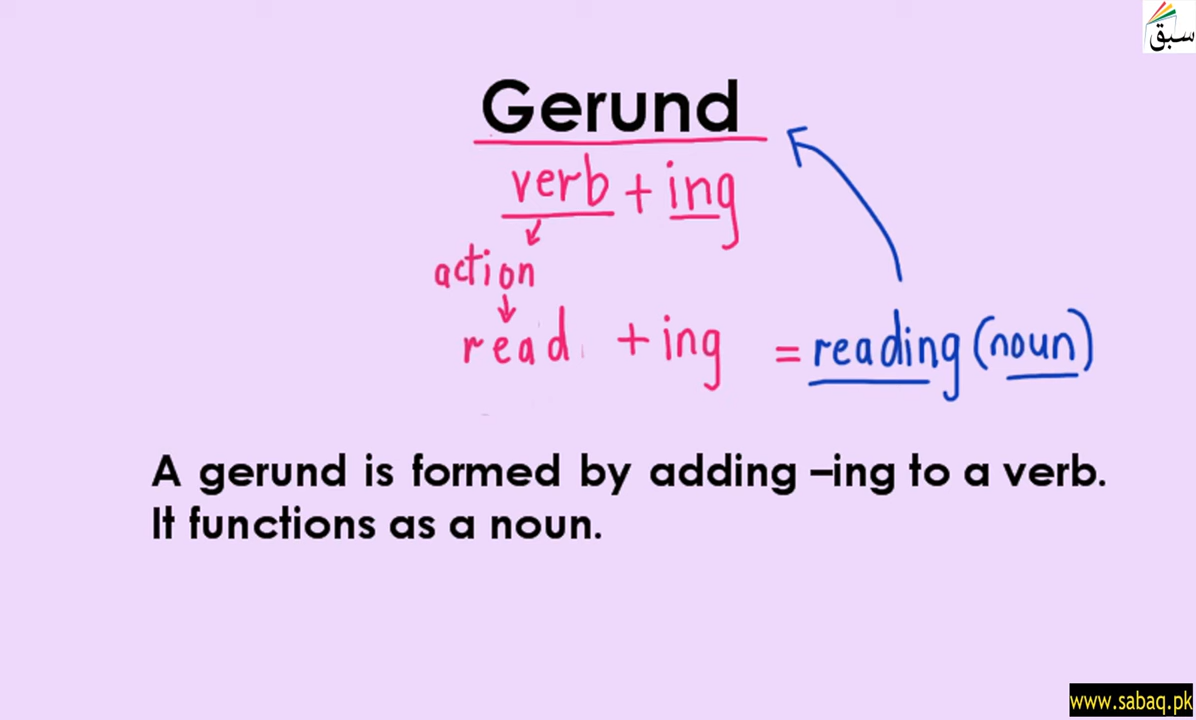 سبق
Gerund
verb + ing
action
read + ing = reading (noun)
A gerund is formed by adding –ing to a verb.
It functions as a noun.
www.sabaq.pk